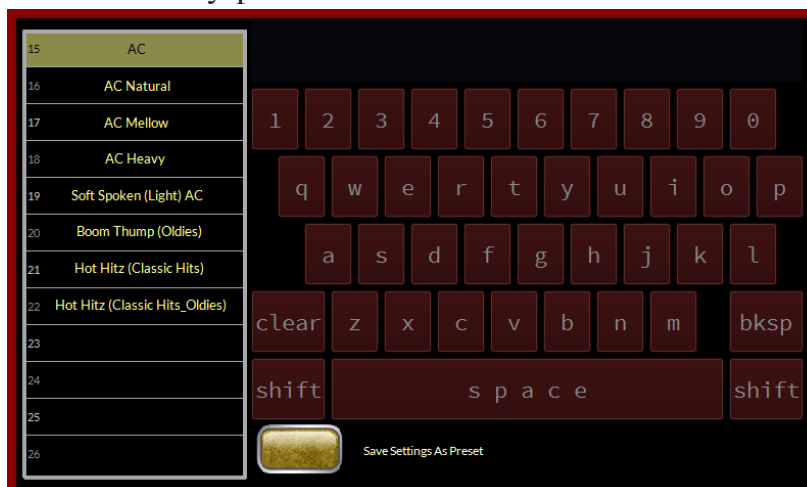 15 AC
16 AC Natural
17 AC Mellow
18 AC Heavy
19 Soft Spoken (Light) AC
20 Boom Thump (Oldies)
21 Hot Hitz (Classic Hits)
22 Hot Hitz (Classic Hits_Oldies)
23
24
25
26
1 2 3 4 5 6 7 8 9 0
q w e r t y u i o p
a s d f g h j k l
clear z x c v b n m bksp
shift s p a c e shift
Save Settings As Preset